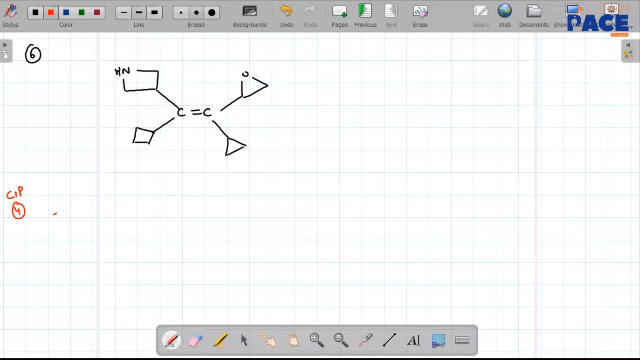 Stylus
Color
Line
Eraser
Backgrounds
Undo
Redo
Pages
Previous
Next
Erase
Board
Web
Documents
Show
PACE
6
HN
O
C = C
CIP
4
A